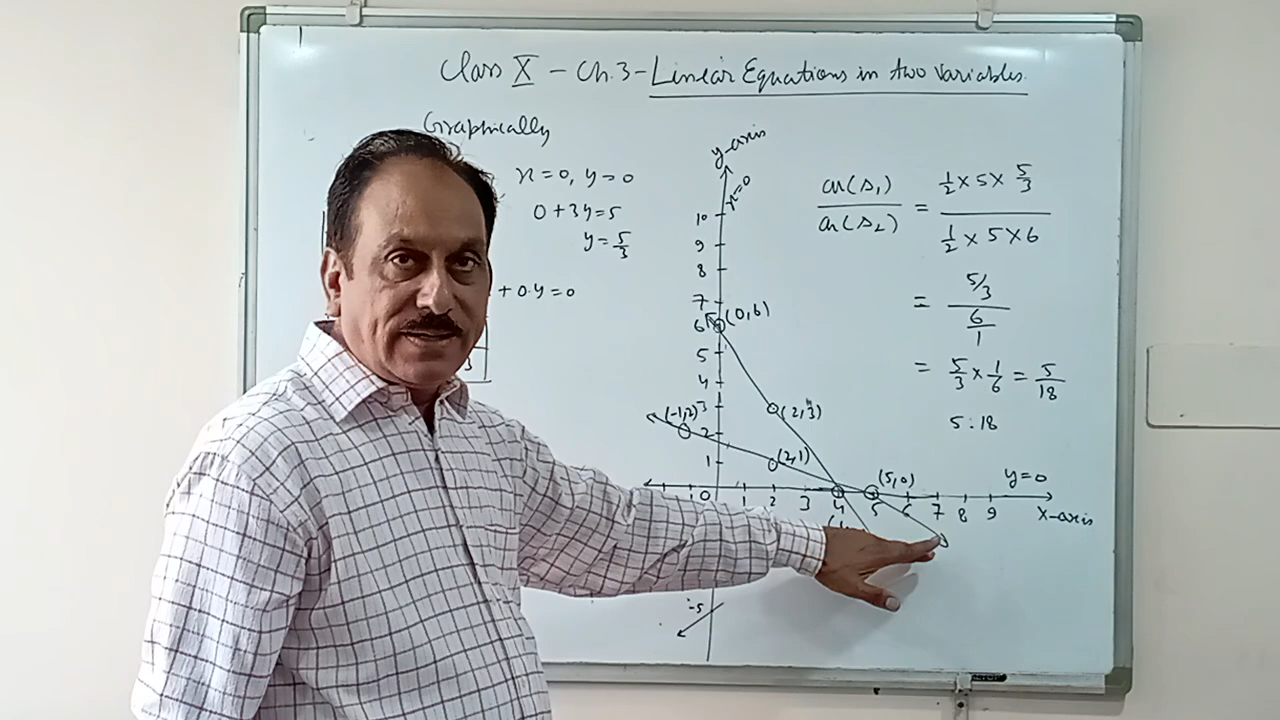 Class X - Ch.3 - Linear Equations in two variables.
Graphically
x=0, y=0
0+3y=5
y=5/3
+0.y=0
3
y-axis
x=0
10
9
8
7
6 (0,6)
5
4
3
(-1,2) (2,3)
2
1 (2,1)
(5,0)
y=0
0 1 2 3 4 5 6 7 8 9
X-axis
-5
ar(Δ1)/ar(Δ2) = (1/2 × 5 × 5/3)/(1/2 × 5 × 6)
= (5/3)/(6/1)
= 5/3 × 1/6 = 5/18
5:18